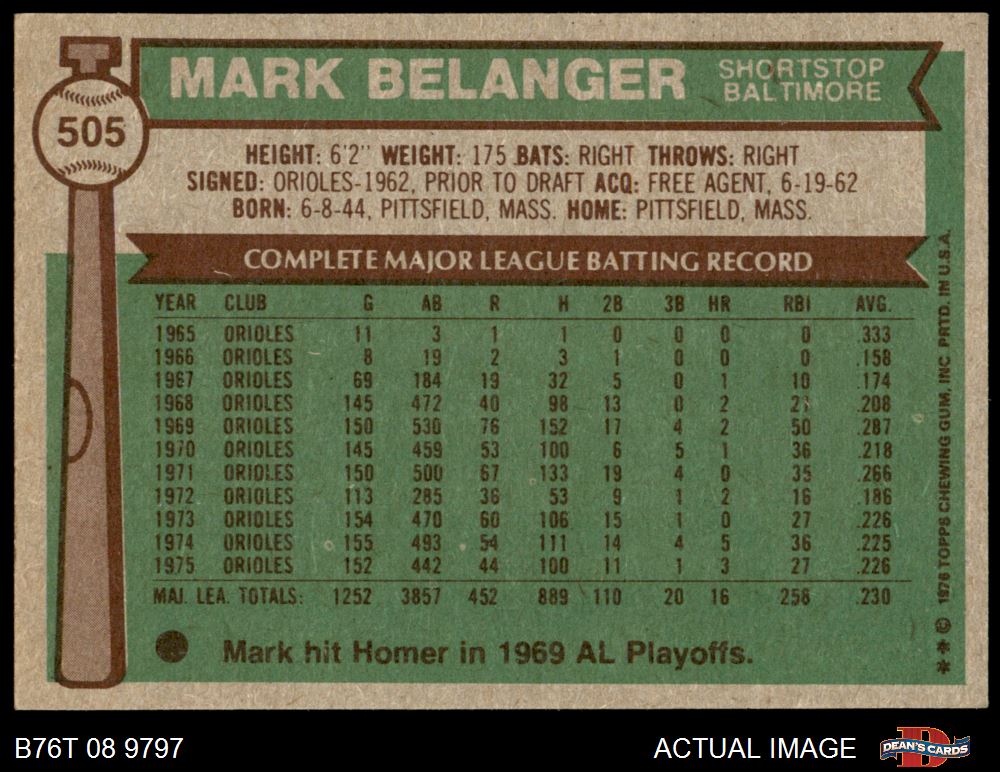 MARK BELANGER SHORTSTOP
BALTIMORE
505
HEIGHT: 6'2" WEIGHT: 175 BATS: RIGHT THROWS: RIGHT
SIGNED: ORIOLES-1962, PRIOR TO DRAFT ACQ: FREE AGENT, 6-19-62
BORN: 6-8-44, PITTSFIELD, MASS. HOME: PITTSFIELD, MASS.
COMPLETE MAJOR LEAGUE BATTING RECORD
YEAR CLUB G AB R H 2B 3B HR RBI AVG.
1965 ORIOLES 11 3 1 1 0 0 0 0 .333
1966 ORIOLES 8 19 2 3 1 0 0 0 .158
1967 ORIOLES 69 184 19 32 5 0 1 10 .174
1968 ORIOLES 145 472 40 98 13 0 2 21 .208
1969 ORIOLES 150 530 76 152 17 4 2 50 .287
1970 ORIOLES 145 459 53 100 6 5 1 36 .218
1971 ORIOLES 150 500 67 133 19 4 0 35 .266
1972 ORIOLES 113 285 36 53 9 1 2 16 .186
1973 ORIOLES 154 470 60 106 15 1 0 27 .226
1974 ORIOLES 155 493 54 111 14 4 5 36 .225
1975 ORIOLES 152 442 44 100 11 1 3 27 .226
MAJ. LEA. TOTALS: 1252 3857 452 889 110 20 16 258 .230
Mark hit Homer in 1969 AL Playoffs.
** © 1976 TOPPS CHEWING GUM, INC. PRTD. IN U.S.A.
B76T 08 9797
ACTUAL IMAGE
DEAN'S CARDS